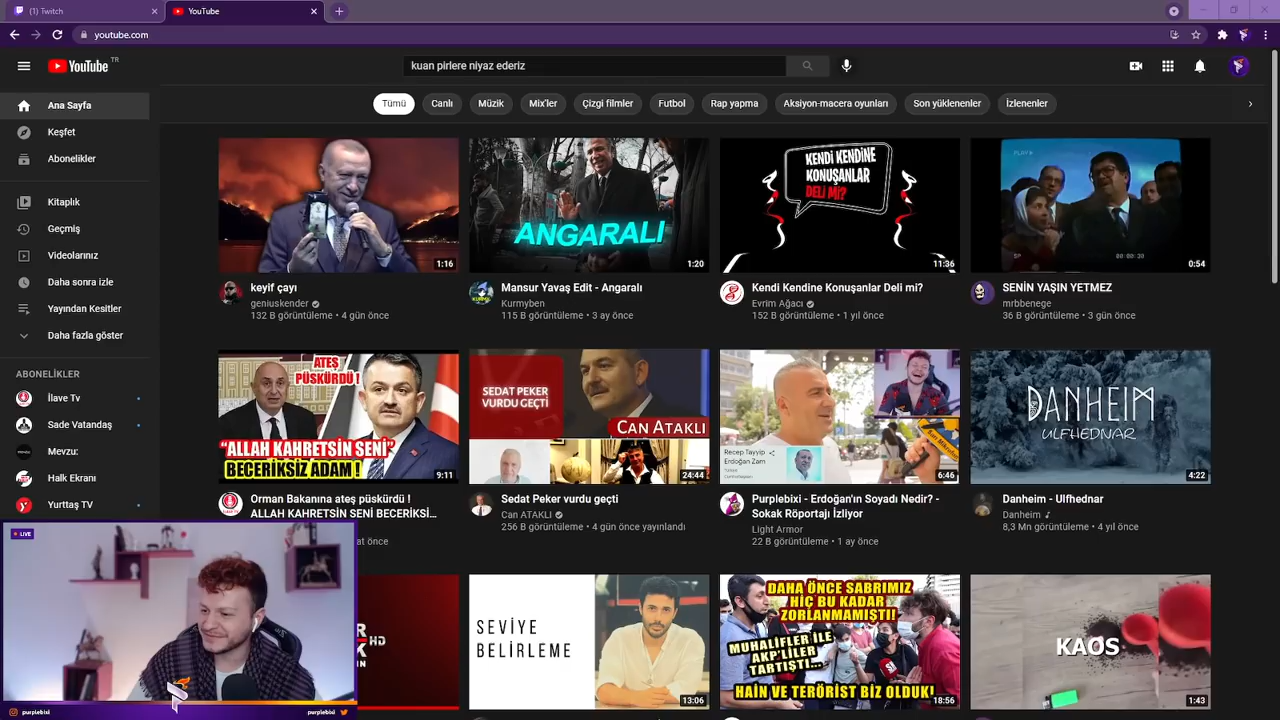 (1) Twitch
YouTube
youtube.com
YouTube TR
kuan pirlere niyaz ederiz
Tümü
Canlı
Müzik
Mix'ler
Çizgi filmler
Futbol
Rap yapma
Aksiyon-macera oyunları
Son yüklenenler
İzlenenler
Ana Sayfa
Keşfet
Abonelikler
Kitaplık
Geçmiş
Videolarınız
Daha sonra izle
Yayından Kesitler
Daha fazla göster
ABONELİKLER
İlave Tv
Sade Vatandaş
Mevzu:
Halk Ekranı
Yurttaş TV
1:16
keyif çayı
geniuskender
132 B görüntüleme • 4 gün önce
ANGARALI
1:20
Mansur Yavaş Edit - Angaralı
Kurmyben
115 B görüntüleme • 3 ay önce
KENDİ KENDİNE
KONUŞANLAR
DELİ Mİ?
11:36
Kendi Kendine Konuşanlar Deli mi?
Evrim Ağacı
152 B görüntüleme • 1 yıl önce
PLAY
SP
00:00:30
0:54
SENİN YAŞIN YETMEZ
mrbbenege
36 B görüntüleme • 3 gün önce
ATEŞ
PÜSKÜRDÜ !
"ALLAH KAHRETSİN SENİ"
BECERİKSİZ ADAM !
9:11
Orman Bakanına ateş püskürdü !
ALLAH KAHRETSİN SENİ BECERİKSİ...
at önce
SEDAT PEKER
VURDU GEÇTİ
CAN ATAKLI
24:44
Sedat Peker vurdu geçti
Can ATAKLI
256 B görüntüleme • 4 gün önce yayınlandı
Recep Tayyip
Erdoğan Zam
6:46
Purplebixi - Erdoğan'ın Soyadı Nedir? -
Sokak Röportajı İzliyor
Light Armor
22 B görüntüleme • 1 ay önce
DANHEIM
ULFHEDNAR
4:22
Danheim - Ulfhednar
Danheim
8,3 Mn görüntüleme • 4 yıl önce
LIVE
purplebixi
purplebixi
HD
SEVİYE
BELİRLEME
13:06
DAHA ÖNCE SABRIMIZ
HİÇ BU KADAR
ZORLANMAMIŞTI!
MUHALİFLER İLE
AKP'LİLER
TARTIŞTI...
HAİN VE TERÖRİST BİZ OLDUK!
18:56
KAOS
1:43